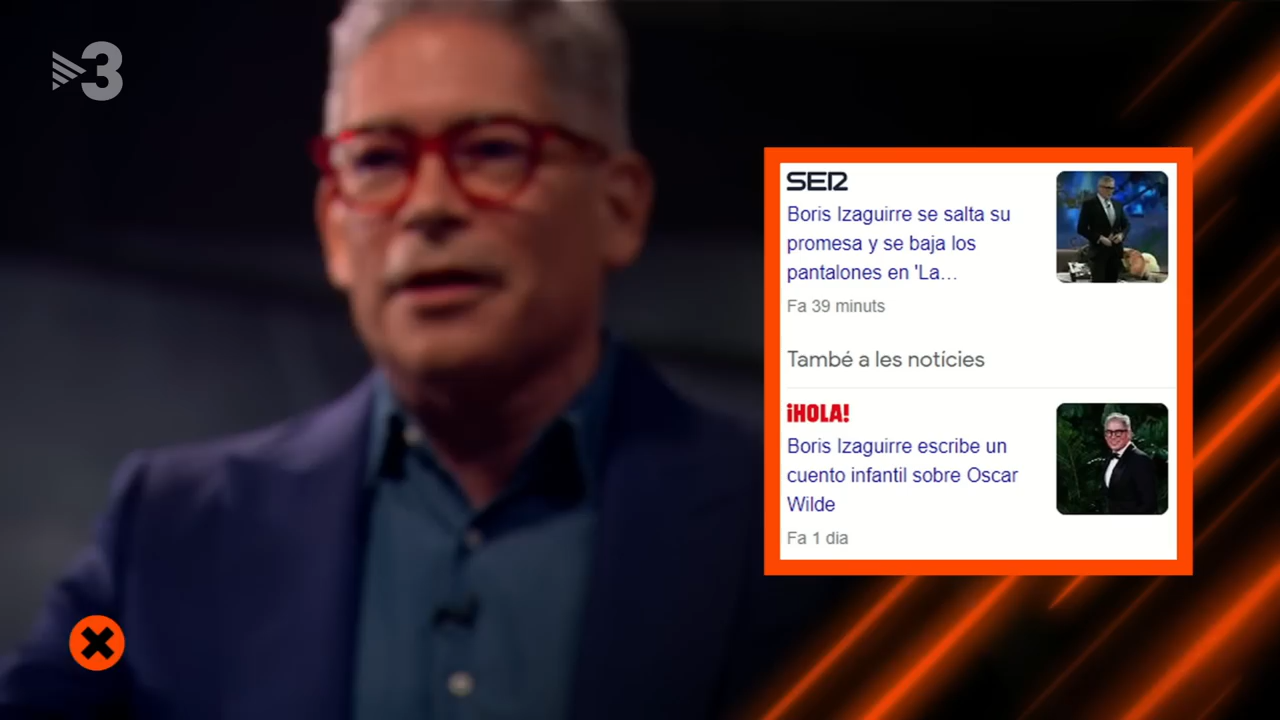 3
SER
Boris Izaguirre se salta su
promesa y se baja los
pantalones en 'La...
Fa 39 minuts
També a les notícies
¡HOLA!
Boris Izaguirre escribe un
cuento infantil sobre Oscar
Wilde
Fa 1 dia